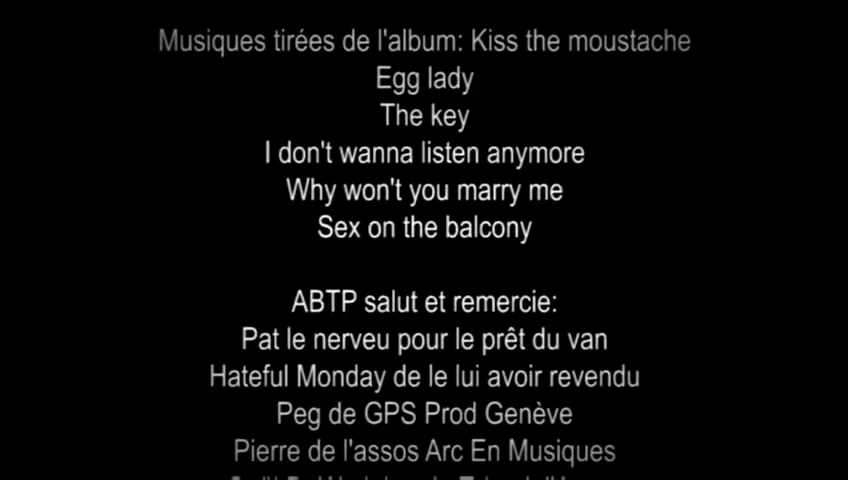 Musiques tirées de l'album: Kiss the moustache
Egg lady
The key
I don't wanna listen anymore
Why won't you marry me
Sex on the balcony
ABTP salut et remercie:
Pat le nerveu pour le prêt du van
Hateful Monday de le lui avoir revendu
Peg de GPS Prod Genève
Pierre de l'assos Arc En Musiques